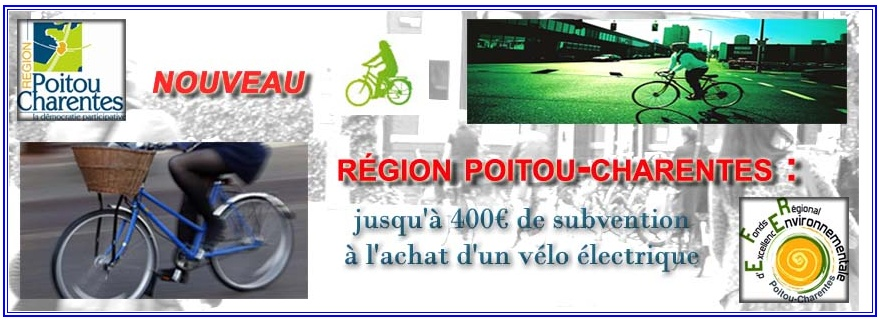 RÉGION
Poitou
Charentes
la démocratie participative
NOUVEAU
RÉGION POITOU-CHARENTES :
jusqu'à 400€ de subvention
à l'achat d'un vélo électrique
Fonds Régional
d'Excellence Environnementale
Poitou-Charentes